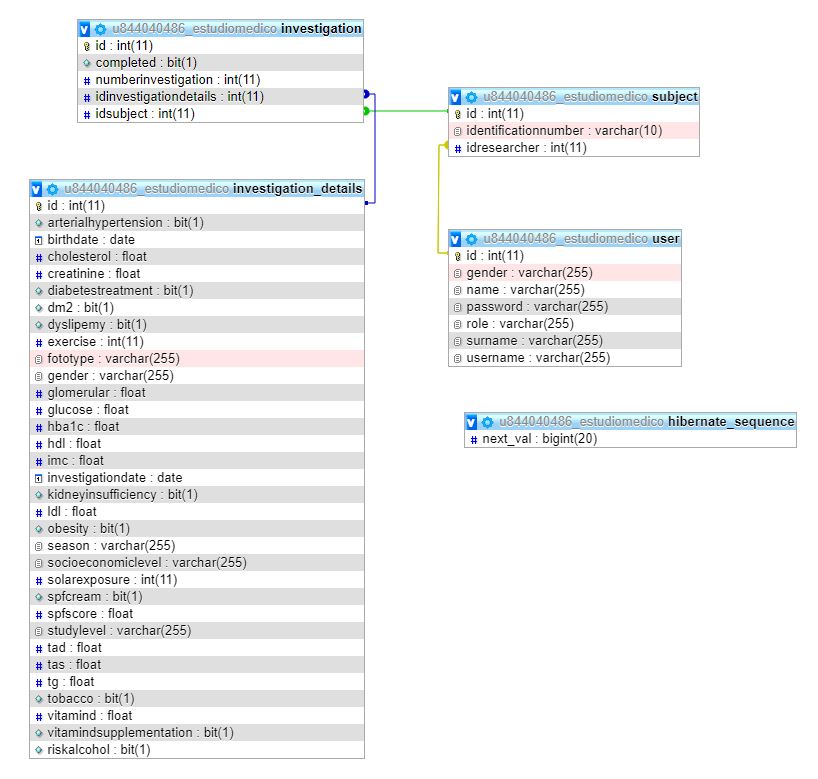 u844040486_estudiomedico investigation
id : int(11)
completed : bit(1)
numberinvestigation : int(11)
idinvestigationdetails : int(11)
idsubject : int(11)
u844040486_estudiomedico subject
id : int(11)
identificationnumber : varchar(10)
idresearcher : int(11)
u844040486_estudiomedico investigation_details
id : int(11)
arterialhypertension : bit(1)
birthdate : date
cholesterol : float
creatinine : float
diabetestreatment : bit(1)
dm2 : bit(1)
dyslipemy : bit(1)
exercise : int(11)
fototype : varchar(255)
gender : varchar(255)
glomerular : float
glucose : float
hba1c : float
hdl : float
imc : float
investigationdate : date
kidneyinsufficiency : bit(1)
ldl : float
obesity : bit(1)
season : varchar(255)
socioeconomiclevel : varchar(255)
solarexposure : int(11)
spfcream : bit(1)
spfscore : float
studylevel : varchar(255)
tad : float
tas : float
tg : float
tobacco : bit(1)
vitamind : float
vitamindsupplementation : bit(1)
riskalcohol : bit(1)
u844040486_estudiomedico user
id : int(11)
gender : varchar(255)
name : varchar(255)
password : varchar(255)
role : varchar(255)
surname : varchar(255)
username : varchar(255)
u844040486_estudiomedico hibernate_sequence
next_val : bigint(20)